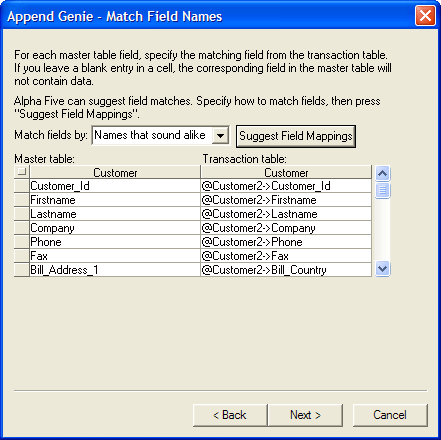 Append Genie - Match Field Names
For each master table field, specify the matching field from the transaction table.
If you leave a blank entry in a cell, the corresponding field in the master table will
not contain data.
Alpha Five can suggest field matches. Specify how to match fields, then press
"Suggest Field Mappings".
Match fields by: Names that sound alike Suggest Field Mappings
Master table: Transaction table:
Customer Customer
Customer_Id @Customer2->Customer_Id
Firstname @Customer2->Firstname
Lastname @Customer2->Lastname
Company @Customer2->Company
Phone @Customer2->Phone
Fax @Customer2->Fax
Bill_Address_1 @Customer2->Bill_Country
< Back Next > Cancel